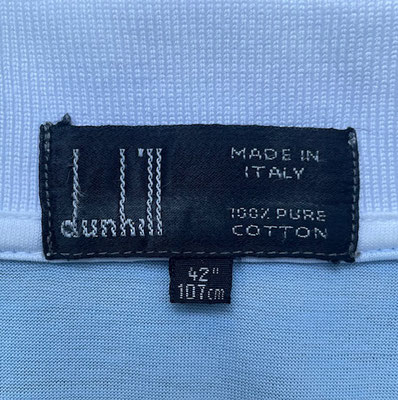 dunhill
MADE IN
ITALY
100% PURE
COTTON
42"
107cm